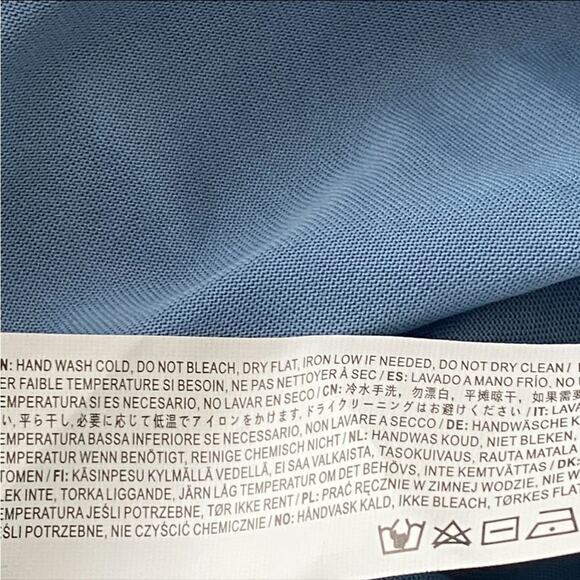 N: HAND WASH COLD, DO NOT BLEACH, DRY FLAT, IRON LOW IF NEEDED, DO NOT DRY CLEAN /
ER FAIBLE TEMPERATURE SI BESOIN, NE PAS NETTOYER À SEC / ES: LAVADO A MANO FRÍO. NO
EMPERATURA SI ES NECESARIO, NO LAVAR EN SECO / CN: 冷水手洗, 勿漂白, 平摊晾干, 如果需要
い, 平ら干し, 必要に応じて低温でアイロンをかけます. ドライクリーニングはお避けください / IT: LAVA
EMPERATURA BASSA INFERIORE SE NECESSARIO, NON LAVARE A SECCO / DE: HANDWÄSCHE K
EMPERATUR WENN BENÖTIGT, REINIGE CHEMISCH NICHT / NL: HANDWAS KOUD, NIET BLEKEN,
TOMEN / FI: KÄSINPESU KYLMÄLLÄ VEDELLÄ, EI SAA VALKAISTA, TASOKUIVAUS, RAUTA MATALA
LEK INTE, TORKA LIGGANDE, JÄRN LÅG TEMPERATUR OM DET BEHÖVS, INTE KEMTVÄTTAS / DK:
EMPERATUR, TØR IKKE RENT / PL: PRAĆ RĘCZNIE W ZIMNEJ WODZIE, NIE W
EŚLI POTRZEBNE, NIE CZYŚCIĆ CHEMICZNIE / NO: HÅNDVASK KALD, IKKE BLEACH, TØRKES FLAT